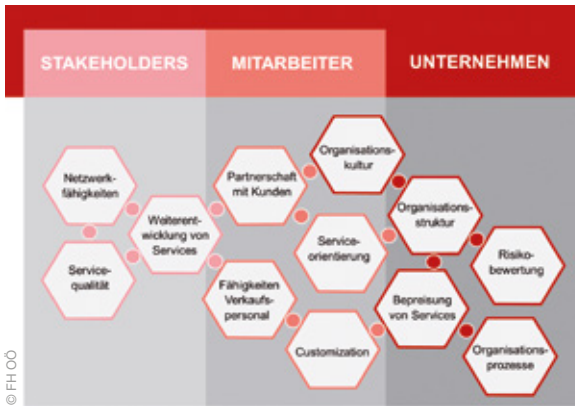 STAKEHOLDERS
MITARBEITER
UNTERNEHMEN
Netzwerk-
fähigkeiten
Service-
qualität
Weiterent-
wicklung von
Services
Partnerschaft
mit Kunden
Fähigkeiten
Verkaufs-
personal
Organisations-
kultur
Service-
orientierung
Customization
Organisations-
struktur
Bepreisung
von Services
Risiko-
bewertung
Organisations-
prozesse
© FH OÖ